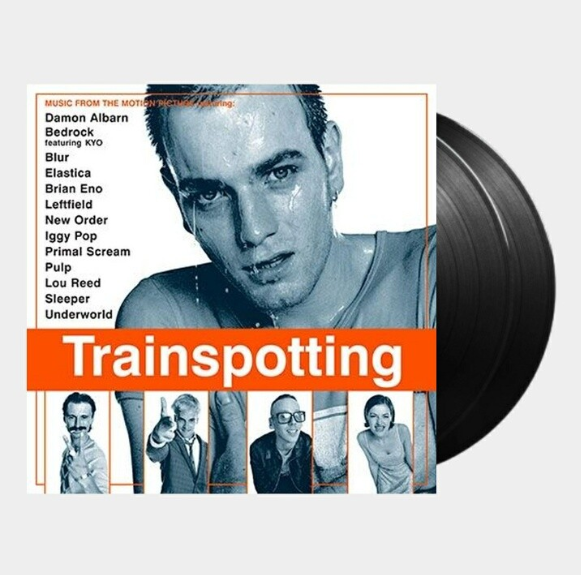 MUSIC FROM THE MOTION PICTURE featuring:
Damon Albarn
Bedrock
featuring KYO
Blur
Elastica
Brian Eno
Leftfield
New Order
Iggy Pop
Primal Scream
Pulp
Lou Reed
Sleeper
Underworld
Trainspotting